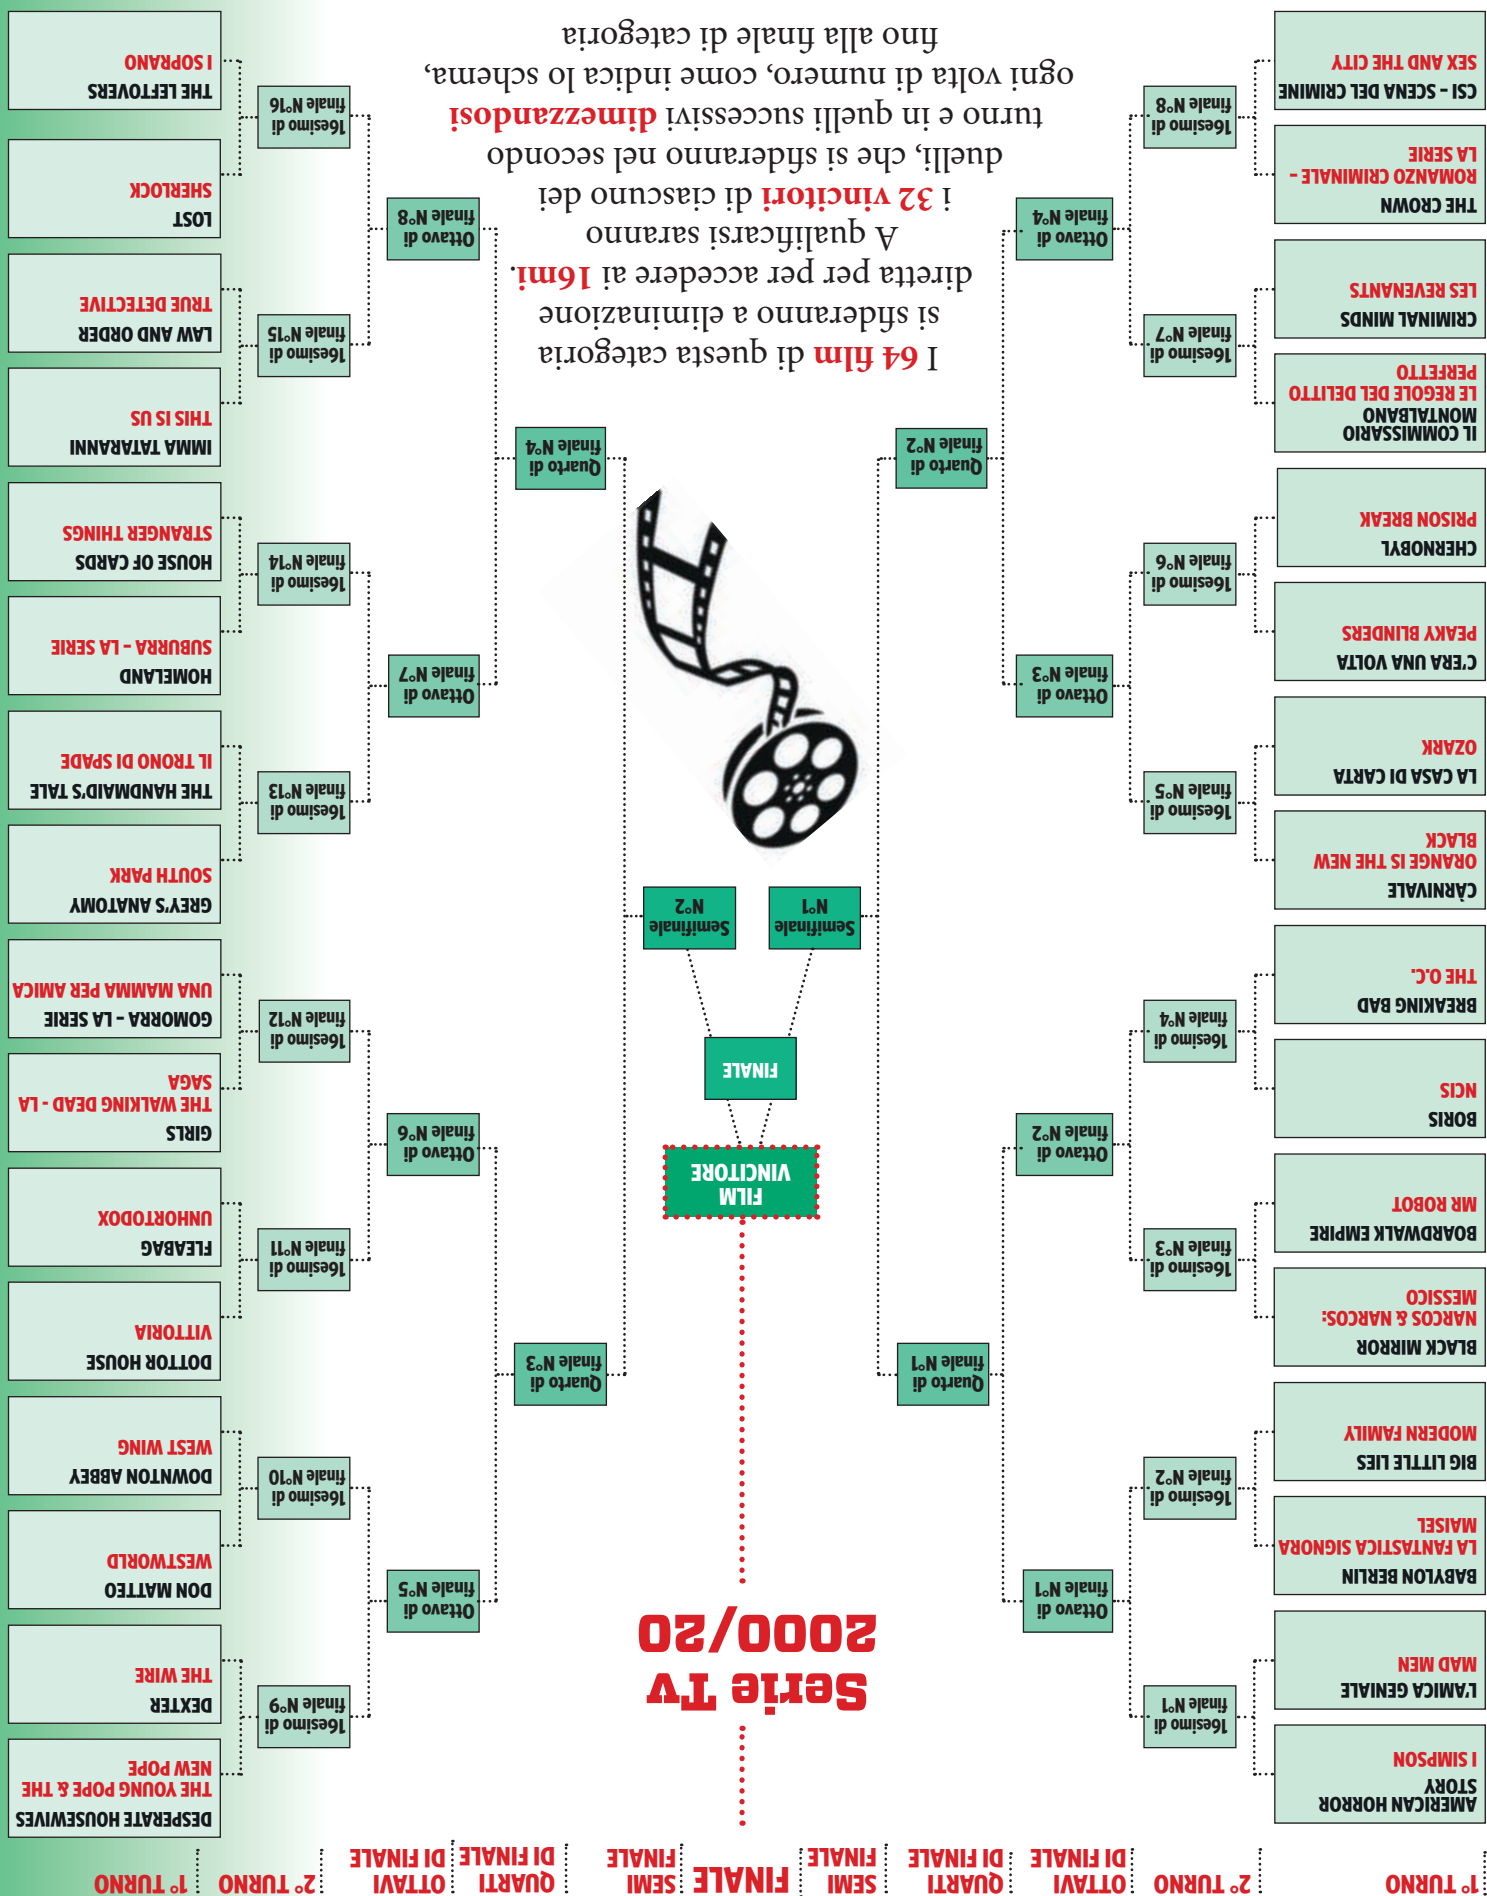 1° TURNO
2° TURNO
OTTAVI
DI FINALE
QUARTI
DI FINALE
SEMI
FINALE
FINALE
SEMI
FINALE
QUARTI
DI FINALE
OTTAVI
DI FINALE
2° TURNO
1° TURNO
AMERICAN HORROR
STORY
I SIMPSON
L'AMICA GENIALE
MAD MEN
BABYLON BERLIN
LA FANTASTICA SIGNORA
MAISEL
BIG LITTLE LIES
MODERN FAMILY
BLACK MIRROR
NARCOS & NARCOS:
MESSICO
BOARDWALK EMPIRE
MR ROBOT
BORIS
NCIS
BREAKING BAD
THE O.C.
CÀRNIVALE
ORANGE IS THE NEW
BLACK
LA CASA DI CARTA
OZARK
C'ERA UNA VOLTA
PEAKY BLINDERS
CHERNOBYL
PRISON BREAK
IL COMMISSARIO
MONTALBANO
LE REGOLE DEL DELITTO
PERFETTO
CRIMINAL MINDS
LES REVENANTS
THE CROWN
ROMANZO CRIMINALE –
LA SERIE
CSI – SCENA DEL CRIMINE
SEX AND THE CITY
16esimo di
finale N°1
16esimo di
finale N°2
16esimo di
finale N°3
16esimo di
finale N°4
16esimo di
finale N°5
16esimo di
finale N°6
16esimo di
finale N°7
16esimo di
finale N°8
Ottavo di
finale N°1
Ottavo di
finale N°2
Ottavo di
finale N°3
Ottavo di
finale N°4
Quarto di
finale N°1
Quarto di
finale N°2
Serie Tv
2000/20
FILM
VINCITORE
FINALE
Semifinale
N°1
Semifinale
N°2
I 64 film di questa categoria
si sfideranno a eliminazione
diretta per per accedere ai 16mi.
A qualificarsi saranno
i 32 vincitori di ciascuno dei
duelli, che si sfideranno nel secondo
turno e in quelli successivi dimezzandosi
ogni volta di numero, come indica lo schema,
fino alla finale di categoria
Quarto di
finale N°3
Quarto di
finale N°4
Ottavo di
finale N°5
Ottavo di
finale N°6
Ottavo di
finale N°7
Ottavo di
finale N°8
16esimo di
finale N°9
16esimo di
finale N°10
16esimo di
finale N°11
16esimo di
finale N°12
16esimo di
finale N°13
16esimo di
finale N°14
16esimo di
finale N°15
16esimo di
finale N°16
DESPERATE HOUSEWIVES
THE YOUNG POPE & THE
NEW POPE
DEXTER
THE WIRE
DON MATTEO
WESTWORLD
DOWNTON ABBEY
WEST WING
DOTTOR HOUSE
VITTORIA
FLEABAG
UNHORTODOX
GIRLS
THE WALKING DEAD - LA
SAGA
GOMORRA – LA SERIE
UNA MAMMA PER AMICA
GREY'S ANATOMY
SOUTH PARK
THE HANDMAID'S TALE
IL TRONO DI SPADE
HOMELAND
SUBURRA – LA SERIE
HOUSE OF CARDS
STRANGER THINGS
IMMA TATARANNI
THIS IS US
LAW AND ORDER
TRUE DETECTIVE
LOST
SHERLOCK
THE LEFTOVERS
I SOPRANO